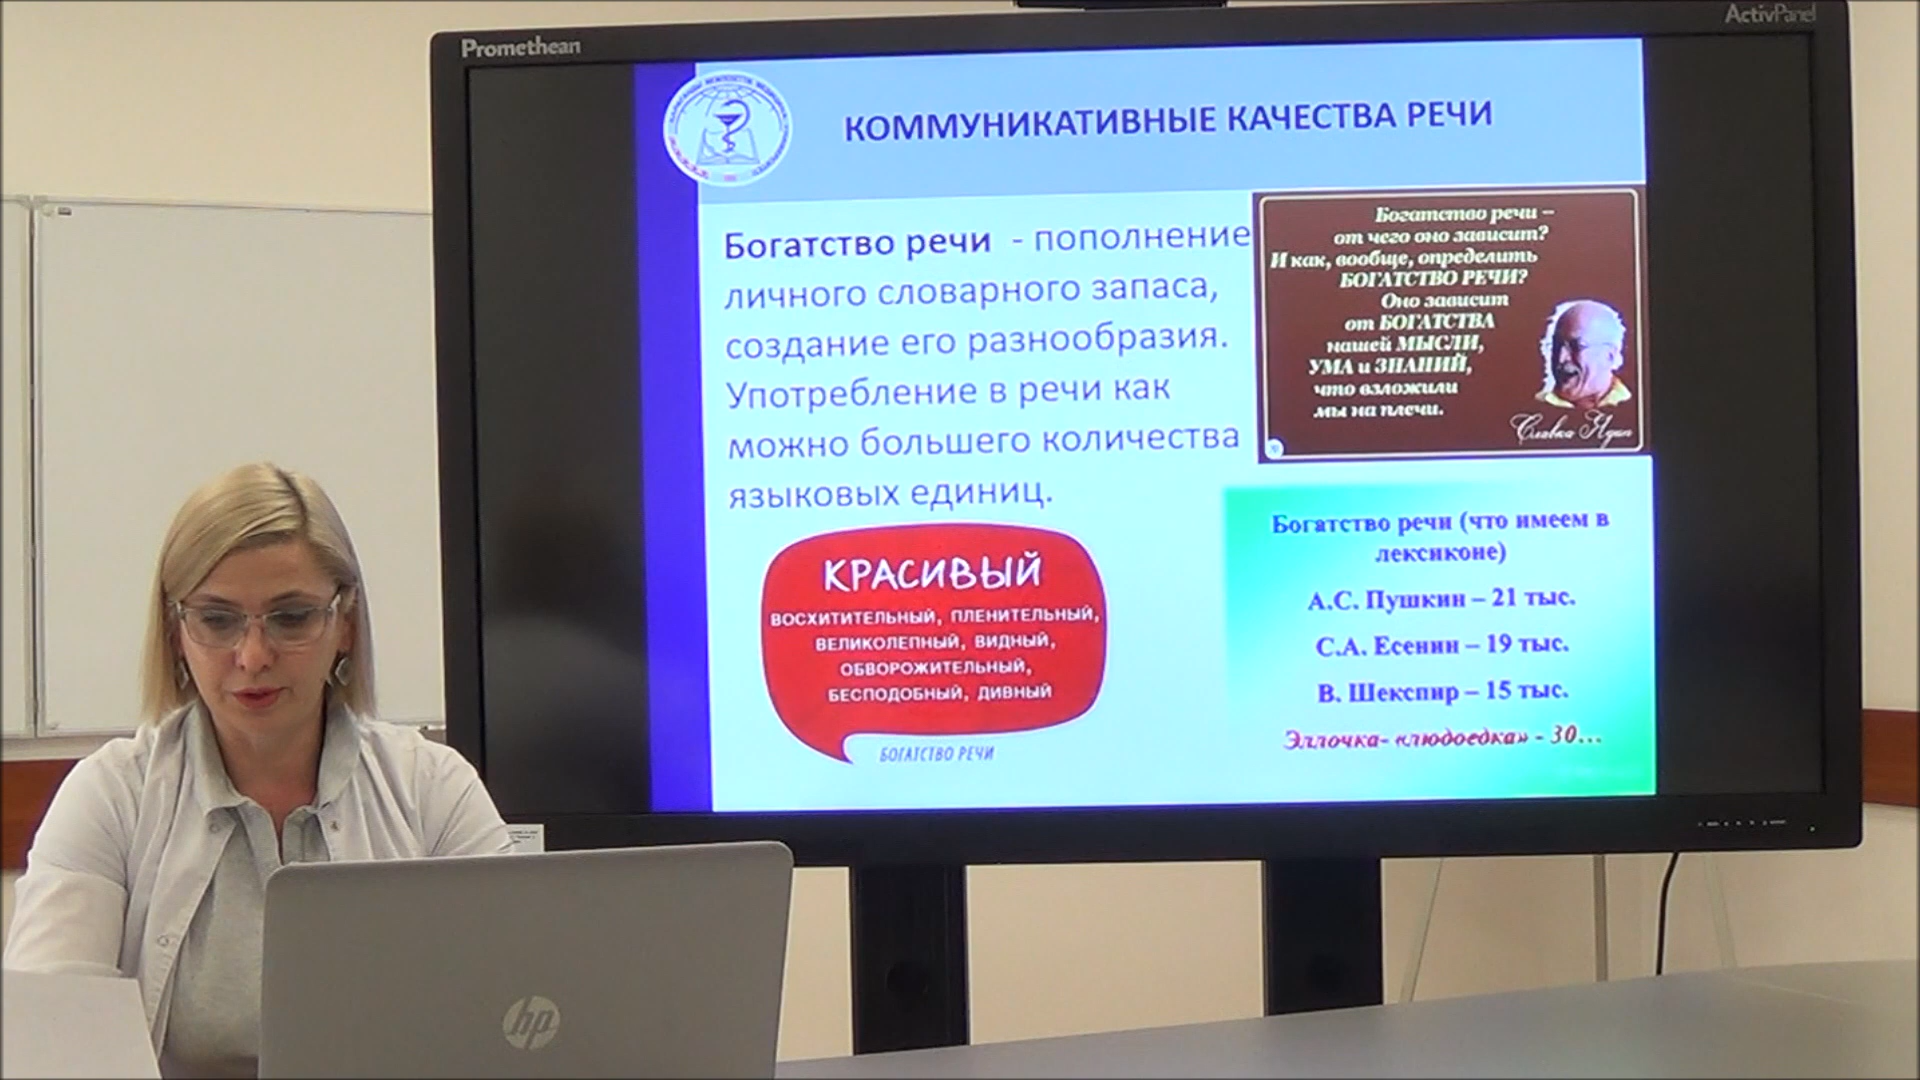 Promethean
ActivPanel
КОММУНИКАТИВНЫЕ КАЧЕСТВА РЕЧИ
Богатство речи - пополнение
личного словарного запаса,
создание его разнообразия.
Употребление в речи как
можно большего количества
языковых единиц.
Богатство речи –
от чего оно зависит?
И как, вообще, определить
БОГАТСТВО РЕЧИ?
Оно зависит
от БОГАТСТВА
нашей МЫСЛИ,
УМА и ЗНАНИЙ,
что взложили
мы на плечи.
Славка
КРАСИВЫЙ
ВОСХИТИТЕЛЬНЫЙ, ПЛЕНИТЕЛЬНЫЙ,
ВЕЛИКОЛЕПНЫЙ, ВИДНЫЙ,
ОБВОРОЖИТЕЛЬНЫЙ,
БЕСПОДОБНЫЙ, ДИВНЫЙ
БОГАТСТВО РЕЧИ
Богатство речи (что имеем в
лексиконе)
А.С. Пушкин – 21 тыс.
С.А. Есенин – 19 тыс.
В. Шекспир – 15 тыс.
Эллочка- «людоедка» - 30...
hp